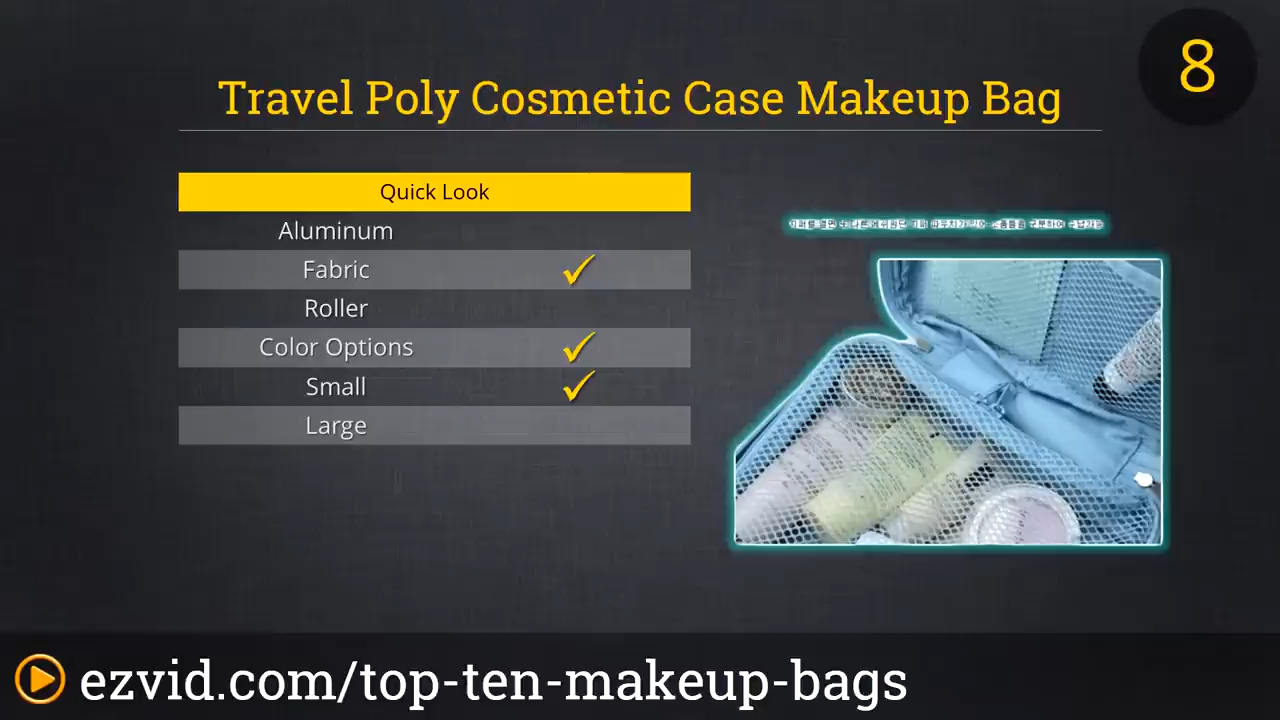 8
Travel Poly Cosmetic Case Makeup Bag
Quick Look
Aluminum
Fabric
Roller
Color Options
Small
Large
ezvid.com/top-ten-makeup-bags